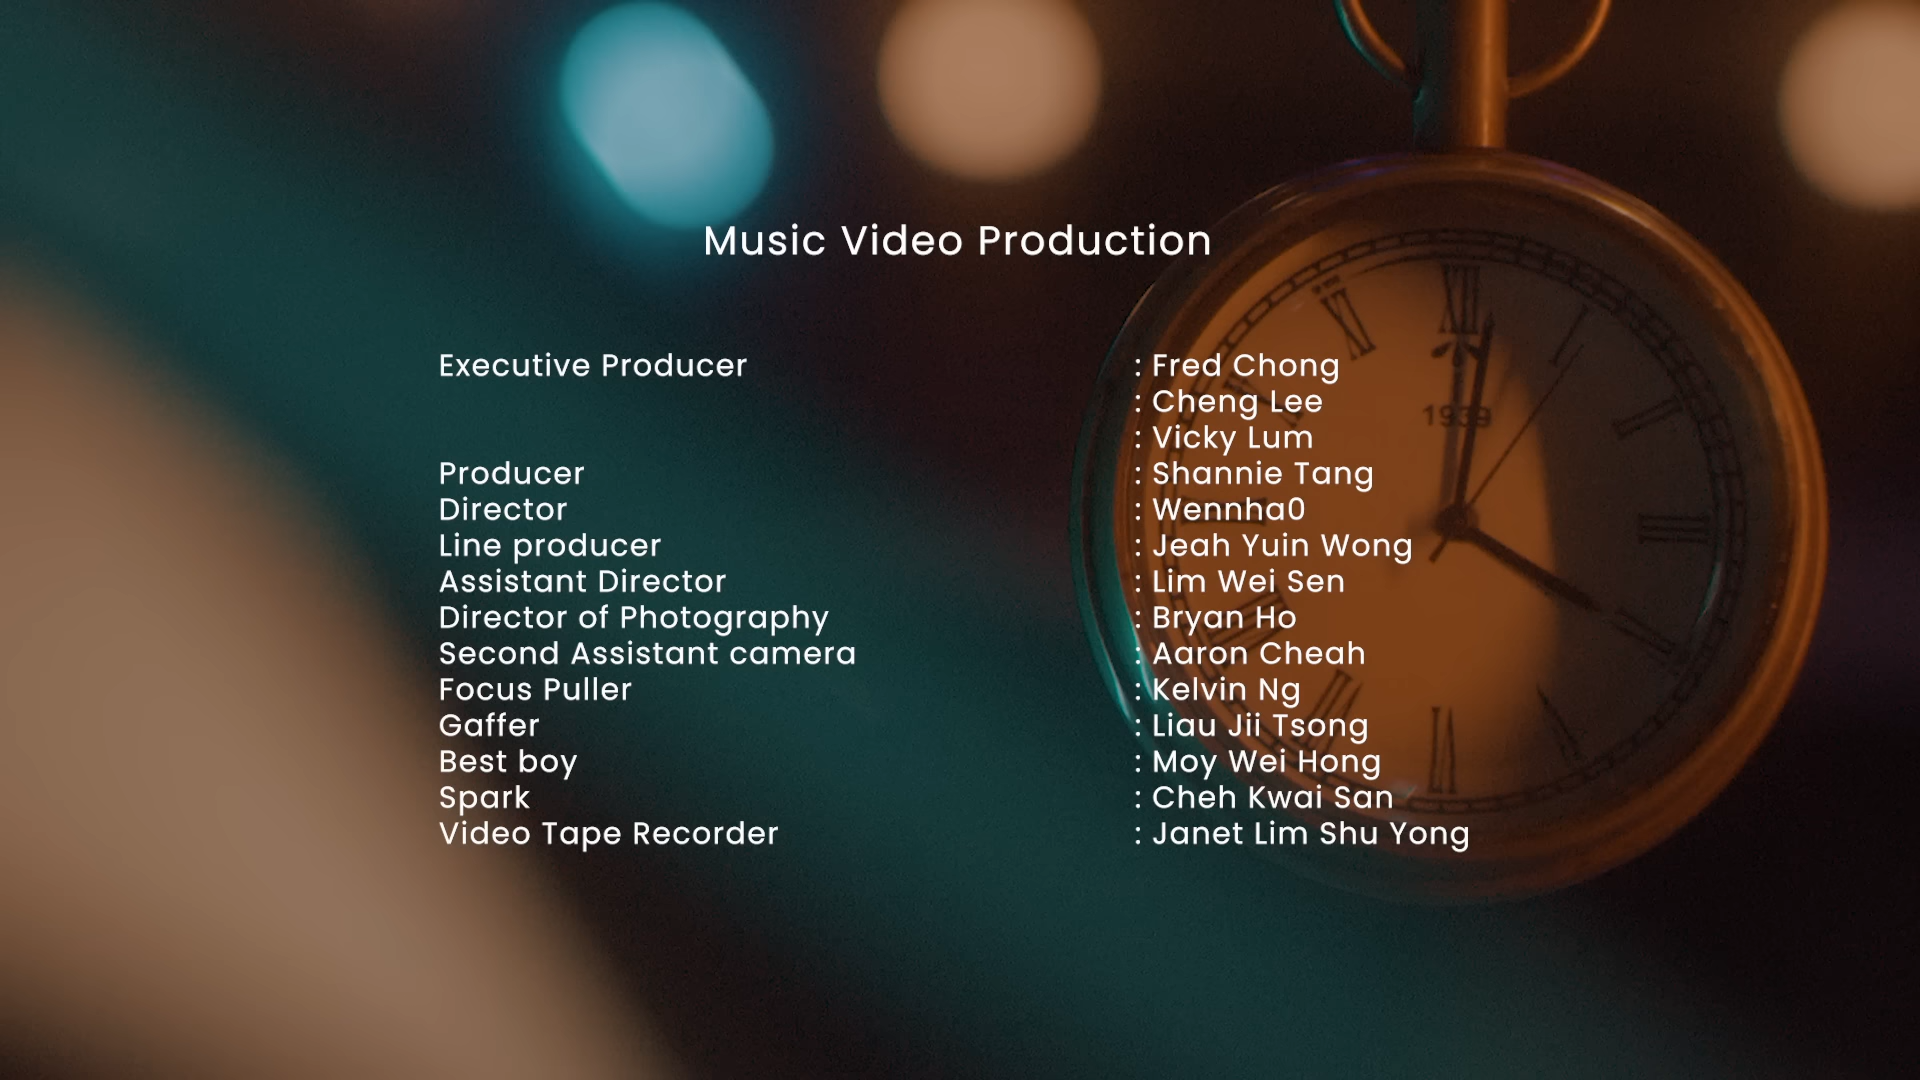 Music Video Production
Executive Producer : Fred Chong
: Cheng Lee
: Vicky Lum
Producer : Shannie Tang
Director : Wennha0
Line producer : Jeah Yuin Wong
Assistant Director : Lim Wei Sen
Director of Photography : Bryan Ho
Second Assistant camera : Aaron Cheah
Focus Puller : Kelvin Ng
Gaffer : Liau Jii Tsong
Best boy : Moy Wei Hong
Spark : Cheh Kwai San
Video Tape Recorder : Janet Lim Shu Yong
XII
1939